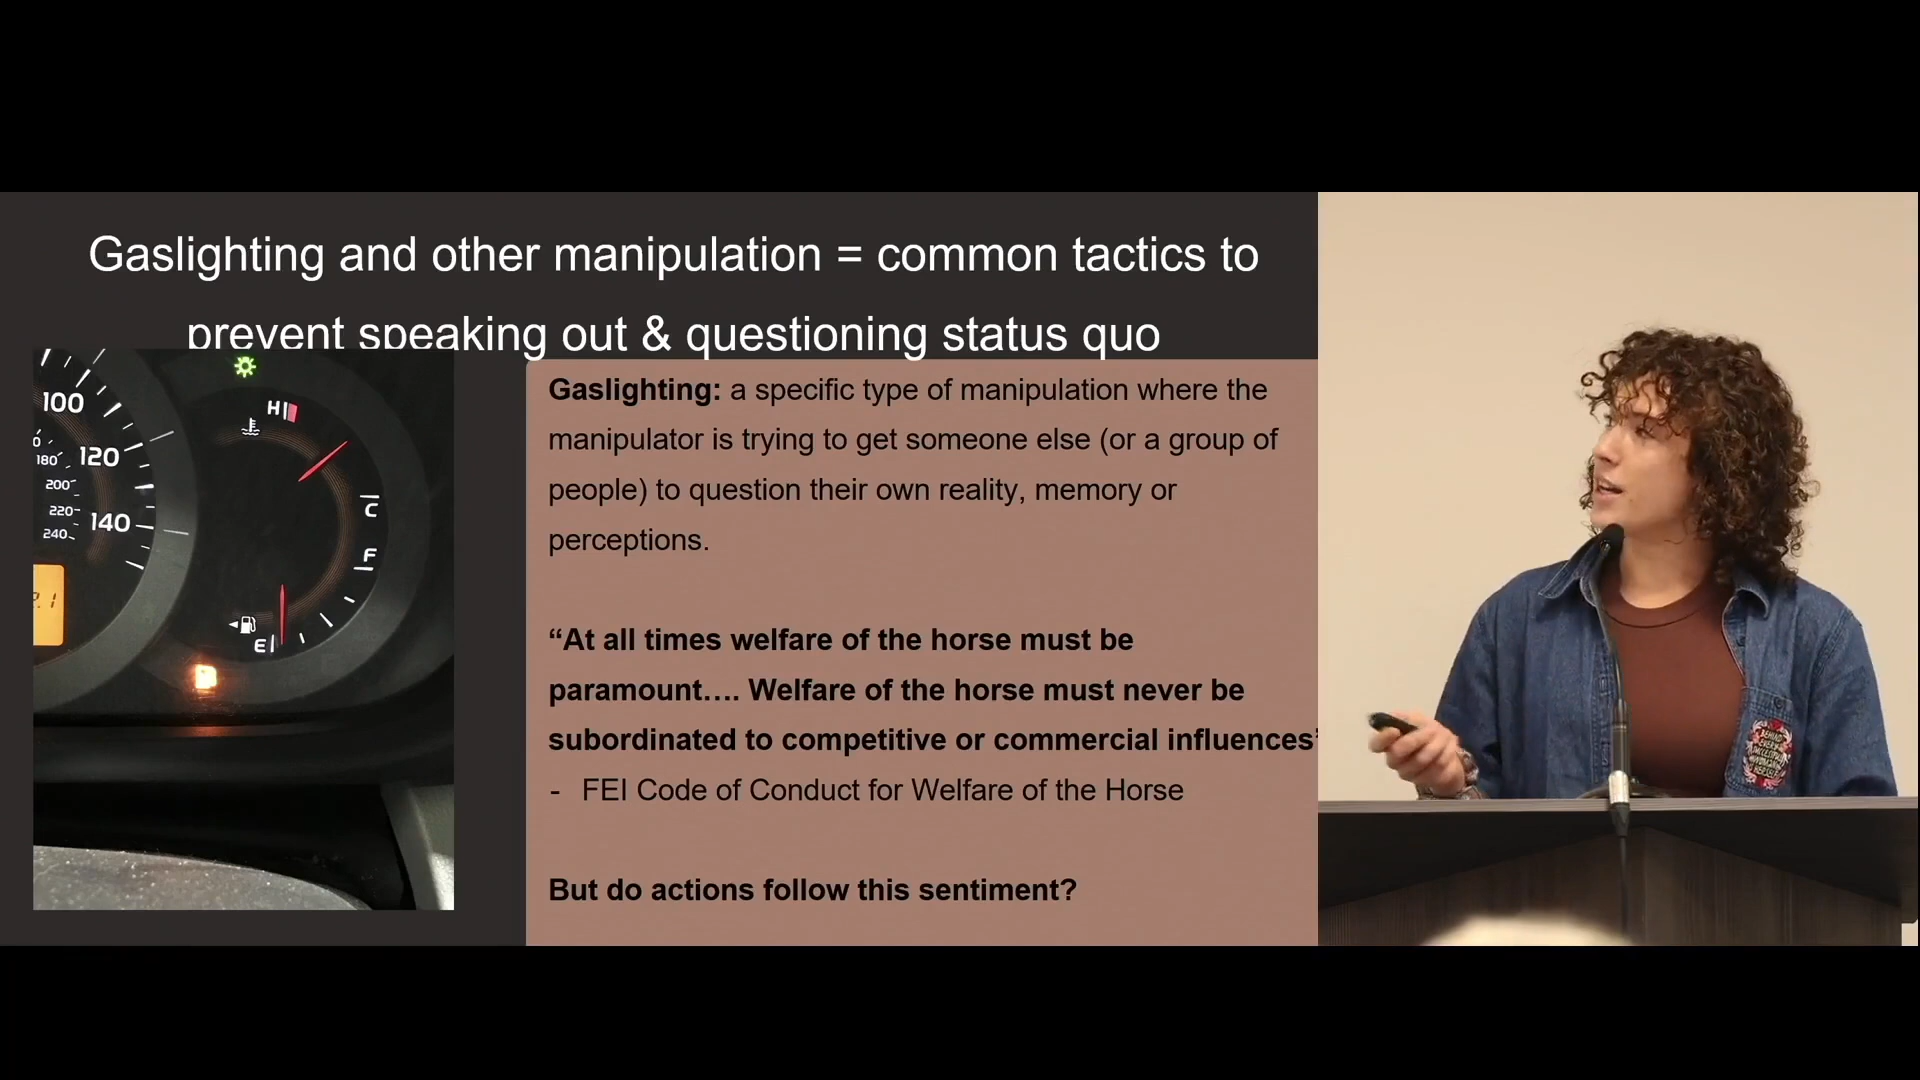 Gaslighting and other manipulation = common tactics to
prevent speaking out & questioning status quo
Gaslighting: a specific type of manipulation where the
manipulator is trying to get someone else (or a group of
people) to question their own reality, memory or
perceptions.
“At all times welfare of the horse must be
paramount…. Welfare of the horse must never be
subordinated to competitive or commercial influences”
- FEI Code of Conduct for Welfare of the Horse
But do actions follow this sentiment?
100
120
140
180
200
220
240
H
C
F
E
BEHIND
EVERY